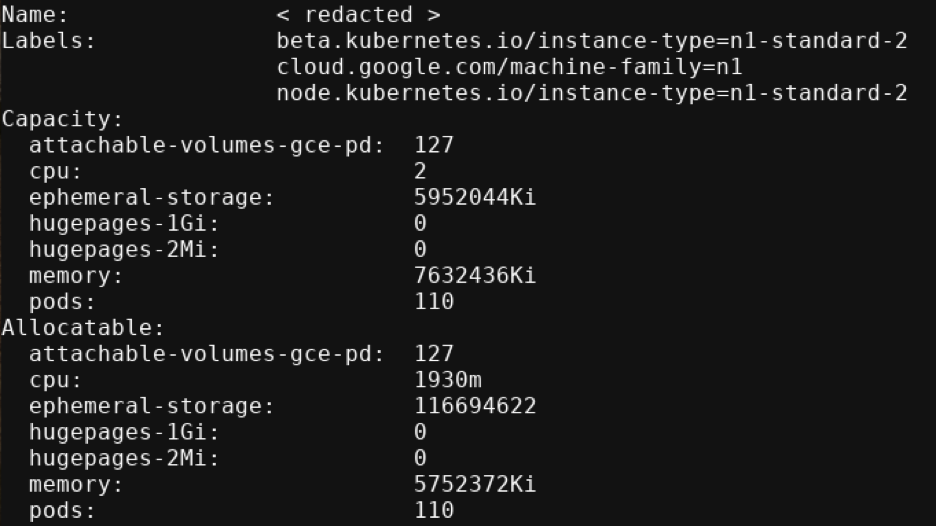 Name:               < redacted >
Labels:             beta.kubernetes.io/instance-type=n1-standard-2
                    cloud.google.com/machine-family=n1
                    node.kubernetes.io/instance-type=n1-standard-2
Capacity:
  attachable-volumes-gce-pd:  127
  cpu:                        2
  ephemeral-storage:          5952044Ki
  hugepages-1Gi:              0
  hugepages-2Mi:              0
  memory:                     7632436Ki
  pods:                       110
Allocatable:
  attachable-volumes-gce-pd:  127
  cpu:                        1930m
  ephemeral-storage:          116694622
  hugepages-1Gi:              0
  hugepages-2Mi:              0
  memory:                     5752372Ki
  pods:                       110